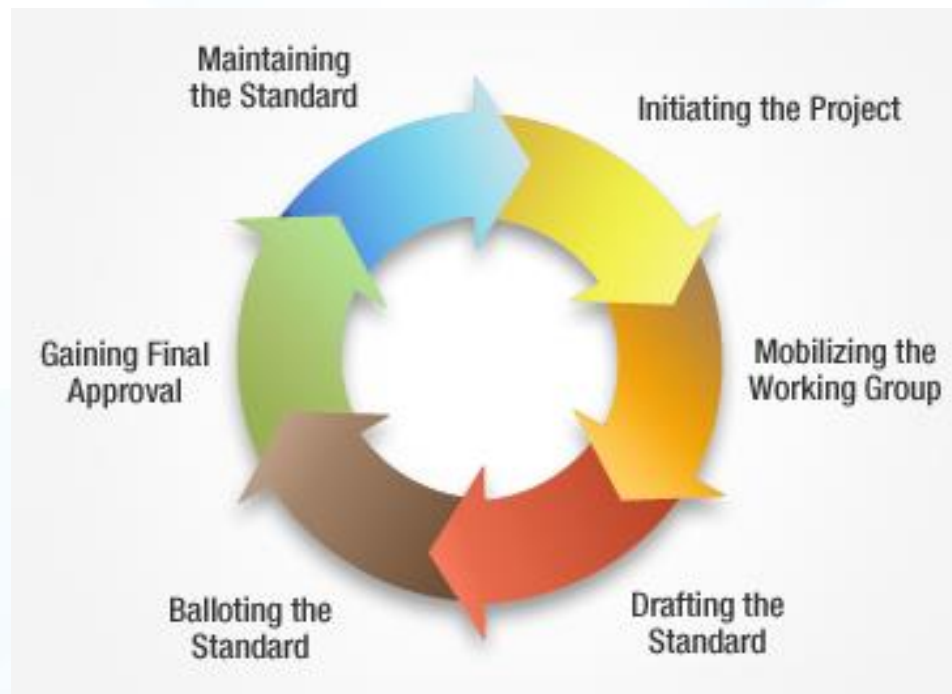 Maintaining
the Standard
Initiating the Project
Mobilizing the
Working Group
Drafting the
Standard
Balloting the
Standard
Gaining Final
Approval